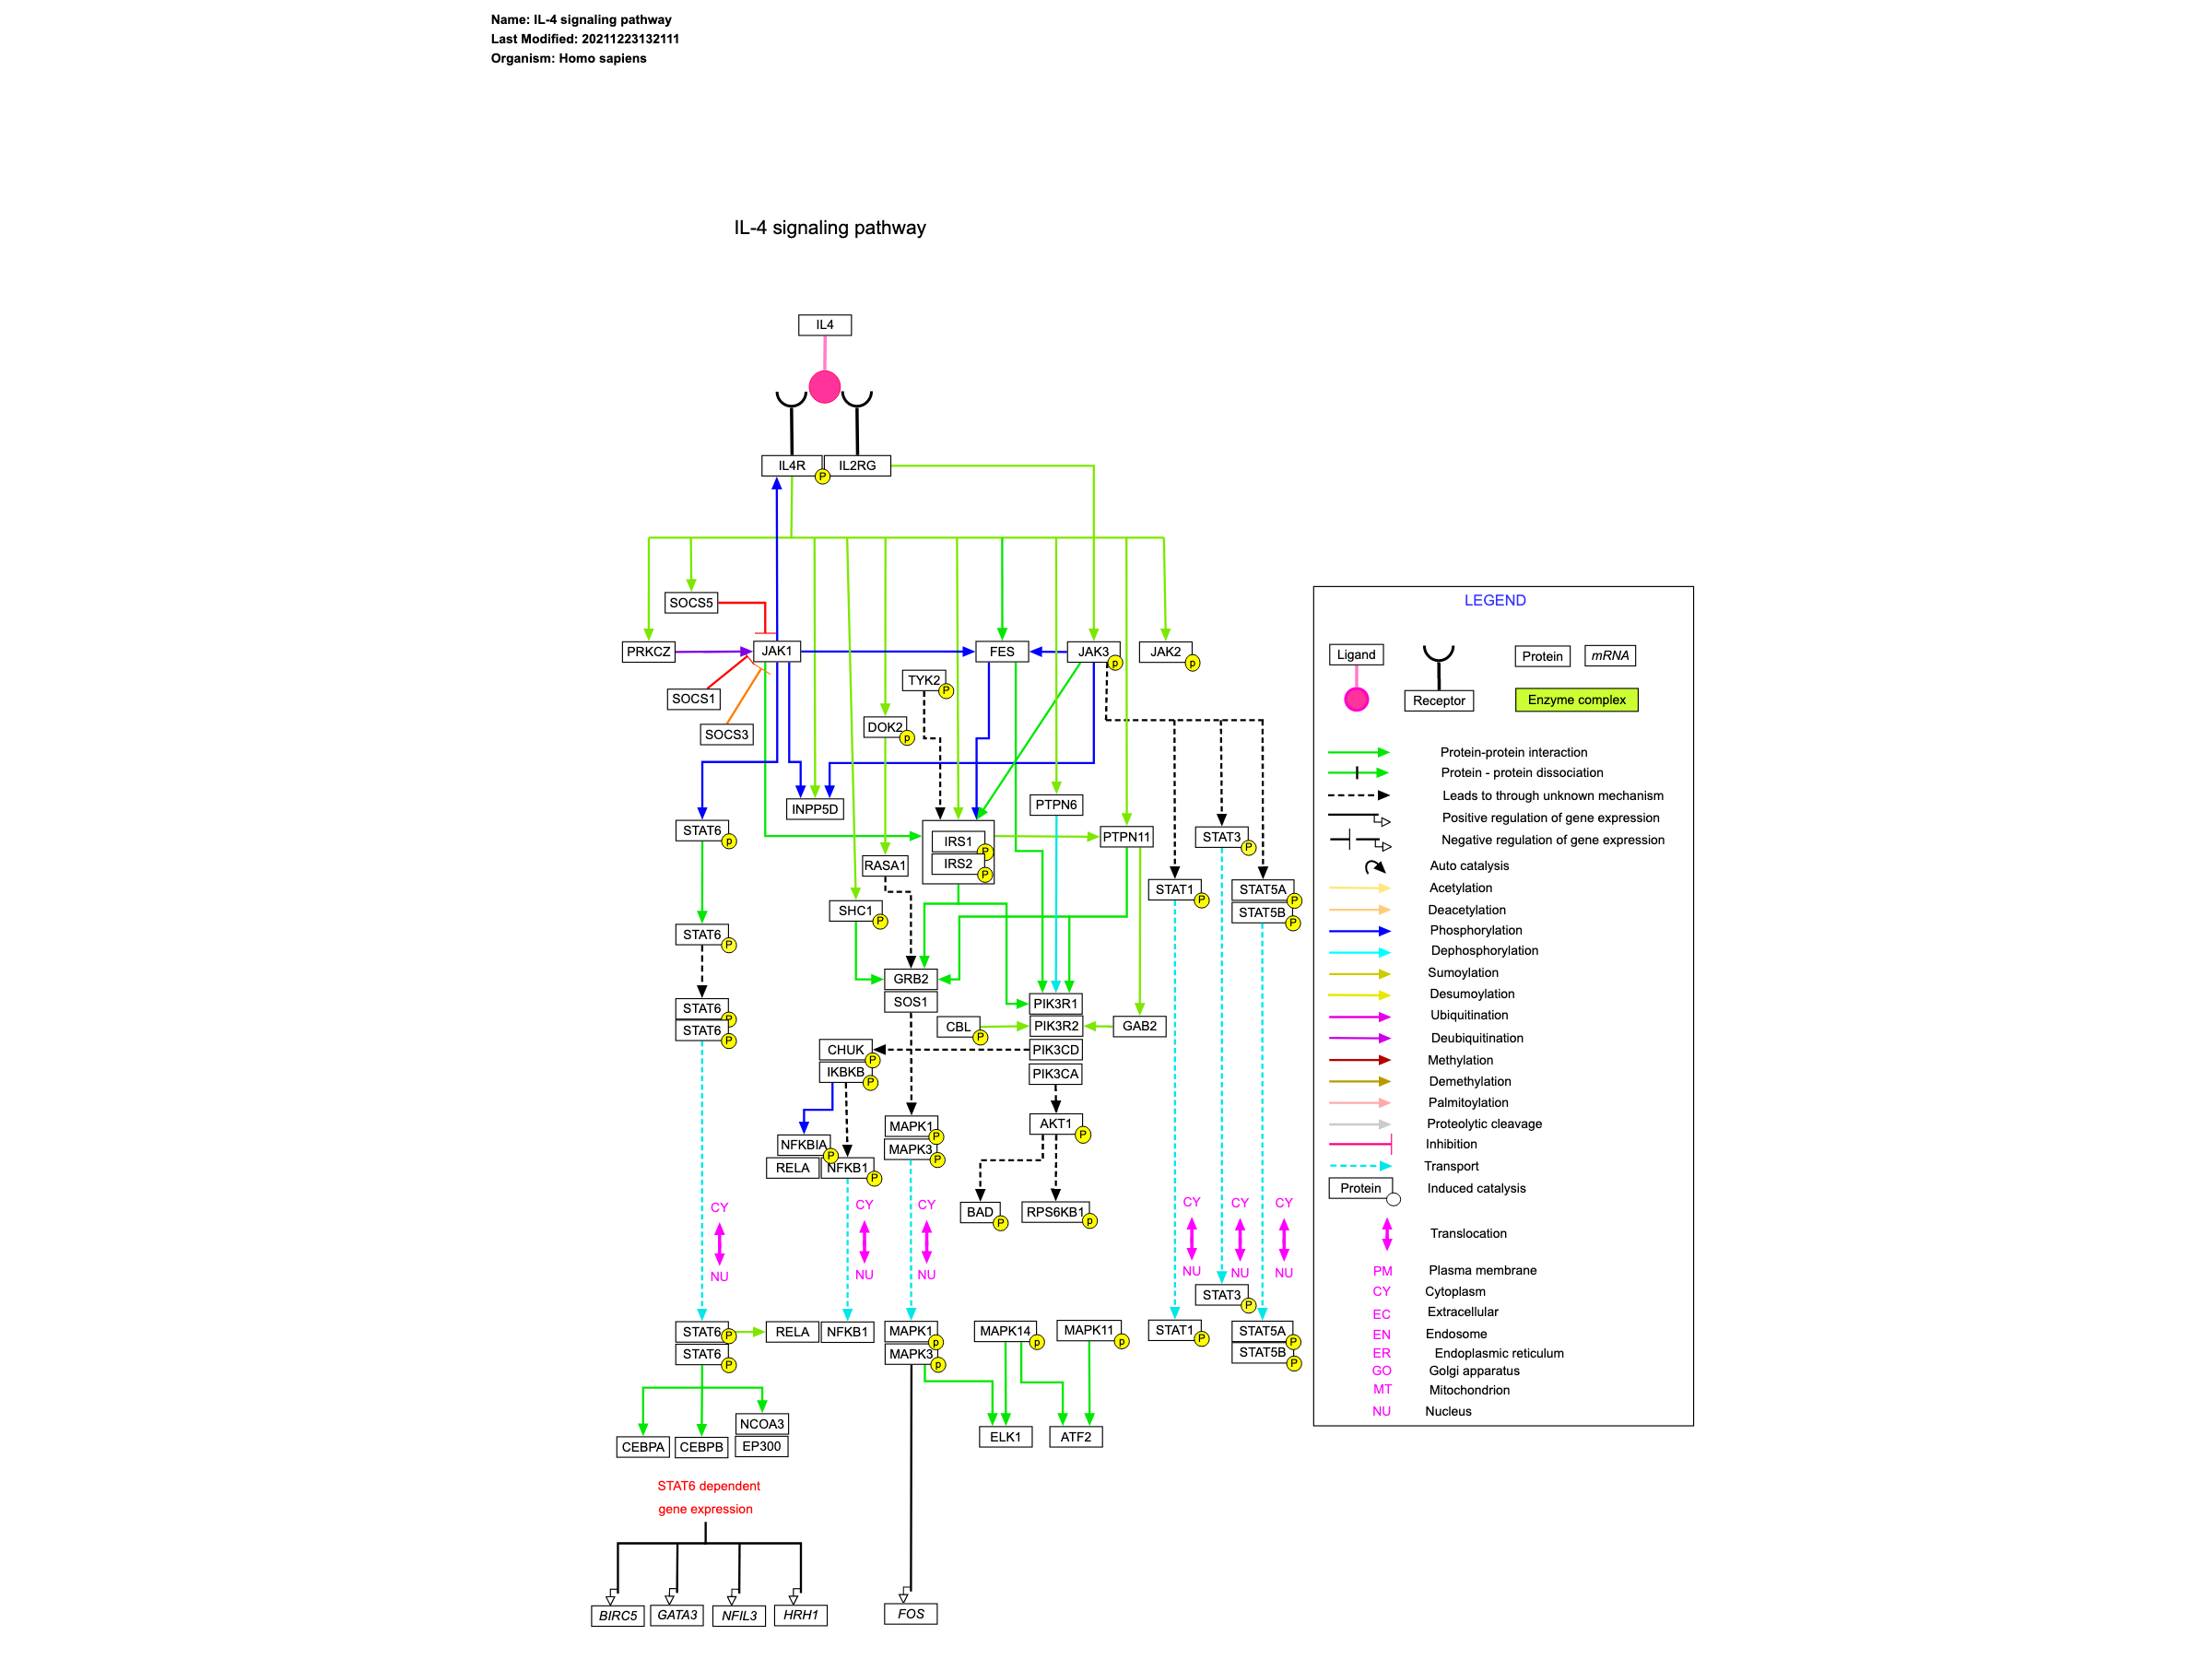 Name: IL-4 signaling pathway
Last Modified: 20211223132111
Organism: Homo sapiens
IL-4 signaling pathway
IL4
IL4R
P
IL2RG
SOCS5
PRKCZ
JAK1
FES
JAK3
p
JAK2
p
TYK2
P
SOCS1
SOCS3
DOK2
p
INPP5D
PTPN6
STAT6
p
IRS1
P
IRS2
P
PTPN11
STAT3
P
RASA1
STAT1
P
STAT5A
P
STAT5B
P
SHC1
P
STAT6
P
GRB2
SOS1
STAT6
P
STAT6
P
PIK3R1
PIK3R2
PIK3CD
PIK3CA
CBL
P
GAB2
CHUK
P
IKBKB
P
MAPK1
P
MAPK3
P
AKT1
P
NFKBIA
P
RELA
NFKB1
P
BAD
P
RPS6KB1
p
CY
NU
CY
NU
CY
NU
CY
NU
CY
NU
CY
NU
STAT3
P
STAT6
P
STAT6
P
RELA
NFKB1
MAPK1
p
MAPK3
p
MAPK14
p
MAPK11
p
STAT1
P
STAT5A
P
STAT5B
P
CEBPA
CEBPB
NCOA3
EP300
ELK1
ATF2
STAT6 dependent
gene expression
BIRC5
GATA3
NFIL3
HRH1
FOS
LEGEND
Ligand
Receptor
Protein
mRNA
Enzyme complex
Protein-protein interaction
Protein - protein dissociation
Leads to through unknown mechanism
Positive regulation of gene expression
Negative regulation of gene expression
Auto catalysis
Acetylation
Deacetylation
Phosphorylation
Dephosphorylation
Sumoylation
Desumoylation
Ubiquitination
Deubiquitination
Methylation
Demethylation
Palmitoylation
Proteolytic cleavage
Inhibition
Transport
Protein
Induced catalysis
Translocation
PM Plasma membrane
CY Cytoplasm
EC Extracellular
EN Endosome
ER Endoplasmic reticulum
GO Golgi apparatus
MT Mitochondrion
NU Nucleus